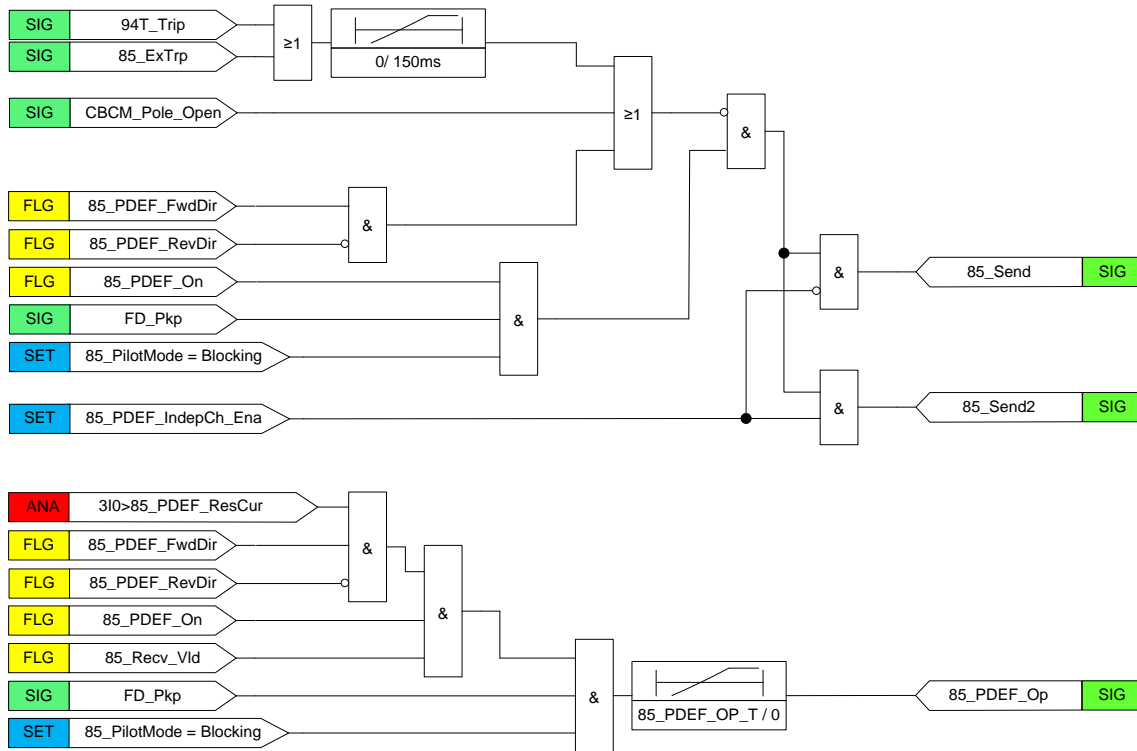 SIG 94T_Trip
SIG 85_ExTrp
≥1
0/ 150ms
SIG CBCM_Pole_Open
≥1
&
FLG 85_PDEF_FwdDir
FLG 85_PDEF_RevDir
&
FLG 85_PDEF_On
SIG FD_Pkp
SET 85_PilotMode = Blocking
&
& 85_Send SIG
SET 85_PDEF_IndepCh_Ena
& 85_Send2 SIG
ANA 3I0>85_PDEF_ResCur
FLG 85_PDEF_FwdDir
FLG 85_PDEF_RevDir
&
FLG 85_PDEF_On
FLG 85_Recv_Vld
&
SIG FD_Pkp
SET 85_PilotMode = Blocking
&
85_PDEF_OP_T / 0
85_PDEF_Op SIG